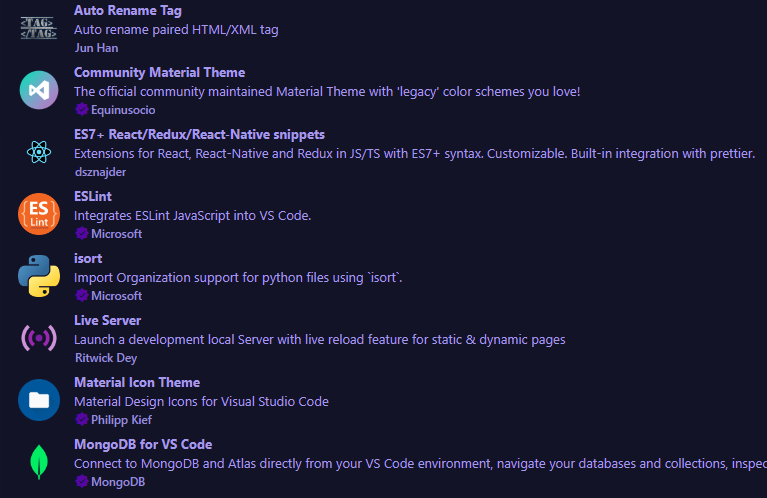 <TAG>
</TAG>
Auto Rename Tag
Auto rename paired HTML/XML tag
Jun Han
Community Material Theme
The official community maintained Material Theme with 'legacy' color schemes you love!
Equinusocio
ES7+ React/Redux/React-Native snippets
Extensions for React, React-Native and Redux in JS/TS with ES7+ syntax. Customizable. Built-in integration with prettier.
dsznajder
{ES}
Lint
ESLint
Integrates ESLint JavaScript into VS Code.
Microsoft
isort
Import Organization support for python files using `isort`.
Microsoft
Live Server
Launch a development local Server with live reload feature for static & dynamic pages
Ritwick Dey
Material Icon Theme
Material Design Icons for Visual Studio Code
Philipp Kief
MongoDB for VS Code
Connect to MongoDB and Atlas directly from your VS Code environment, navigate your databases and collections, inspec
MongoDB